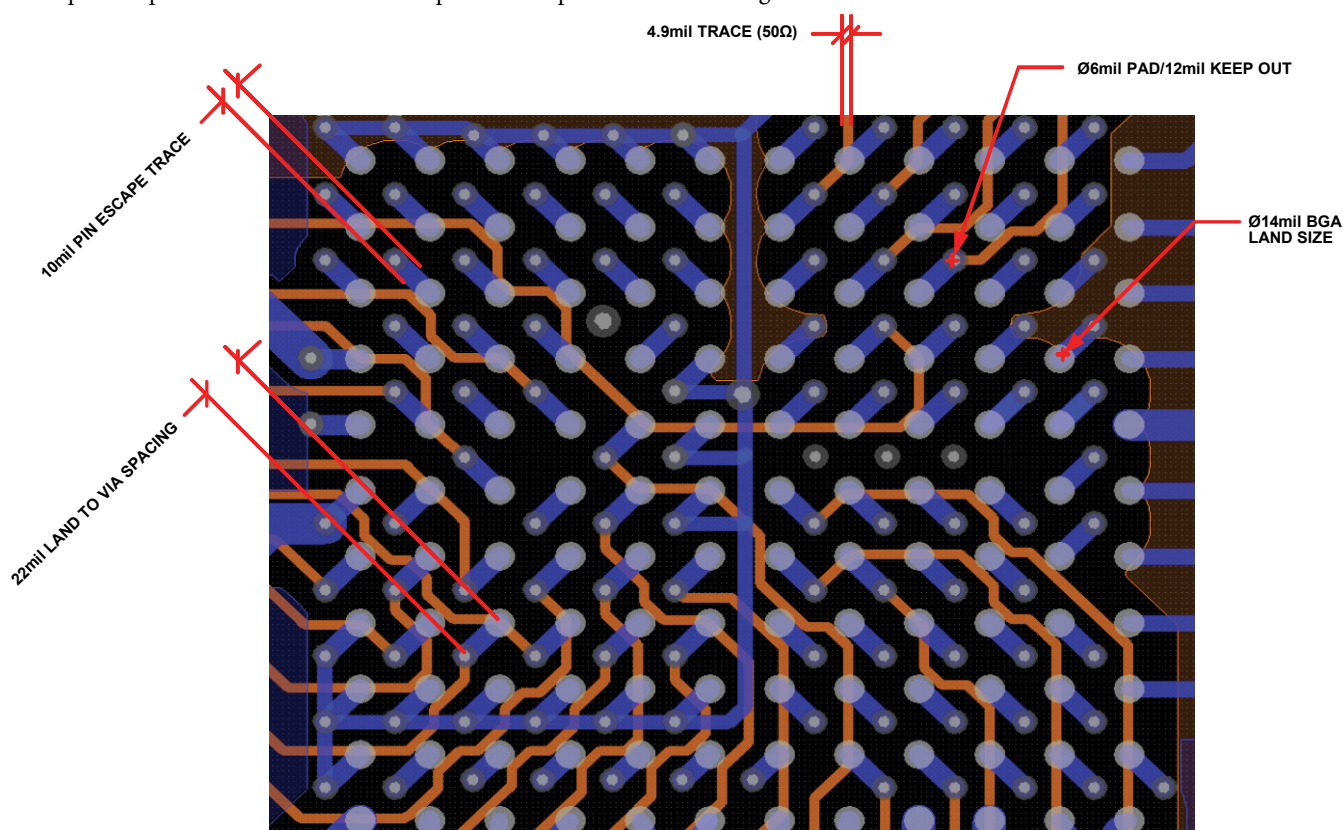 4.9mil TRACE (50Ω)
Ø6mil PAD/12mil KEEP OUT
10mil PIN ESCAPE TRACE
Ø14mil BGA
LAND SIZE
22mil LAND TO VIA SPACING